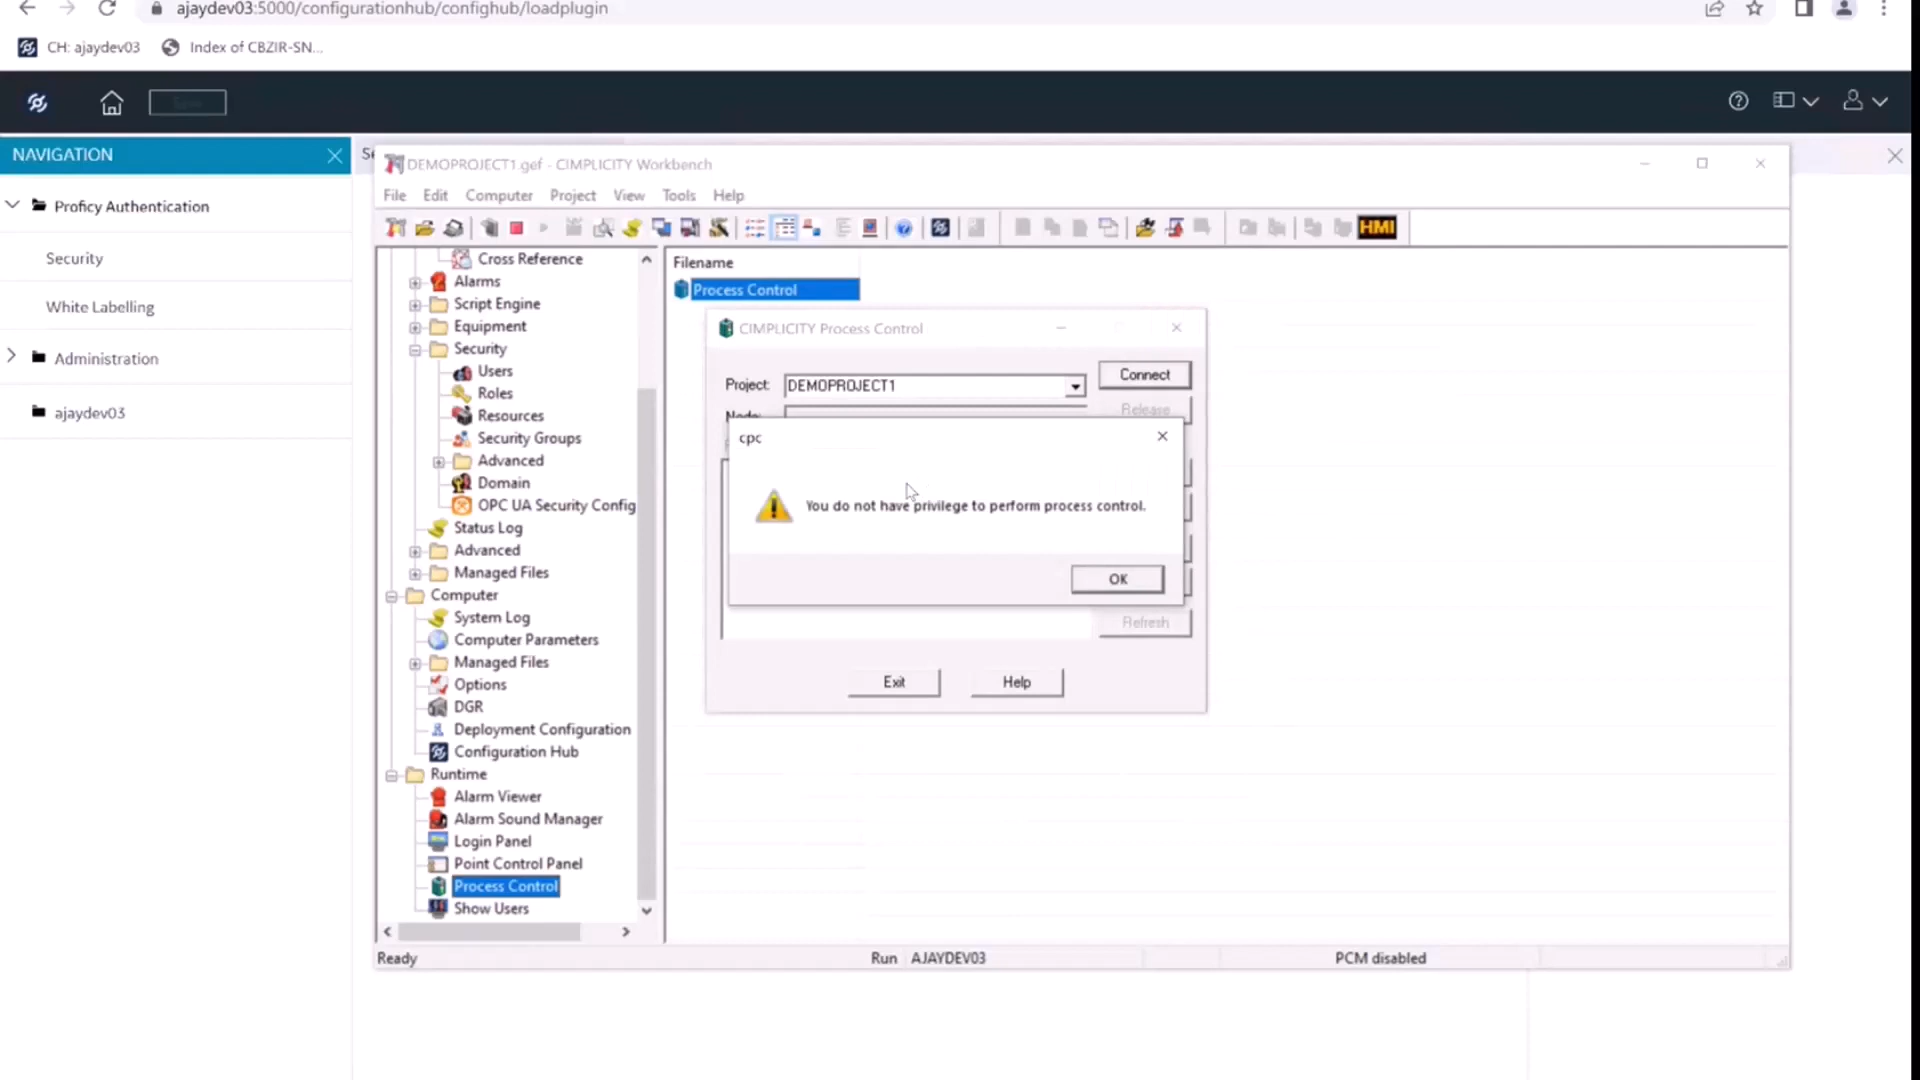 ajaydev03:5000/configurationhub/confighub/loadplugin
CH: ajaydev03
Index of CBZIR-SN...
NAVIGATION
Proficy Authentication
Security
White Labelling
Administration
ajaydev03
DEMOPROJECT1.gef - CIMPLICITY Workbench
File Edit Computer Project View Tools Help
HMI
Cross Reference
Alarms
Script Engine
Equipment
Security
Users
Roles
Resources
Security Groups
Advanced
Domain
OPC UA Security Config
Status Log
Advanced
Managed Files
Computer
System Log
Computer Parameters
Managed Files
Options
DGR
Deployment Configuration
Configuration Hub
Runtime
Alarm Viewer
Alarm Sound Manager
Login Panel
Point Control Panel
Process Control
Show Users
Filename
Process Control
CIMPLICITY Process Control
Project: DEMOPROJECT1
Connect
Release
cpc
You do not have privilege to perform process control.
OK
Refresh
Exit
Help
Ready
Run AJAYDEV03
PCM disabled